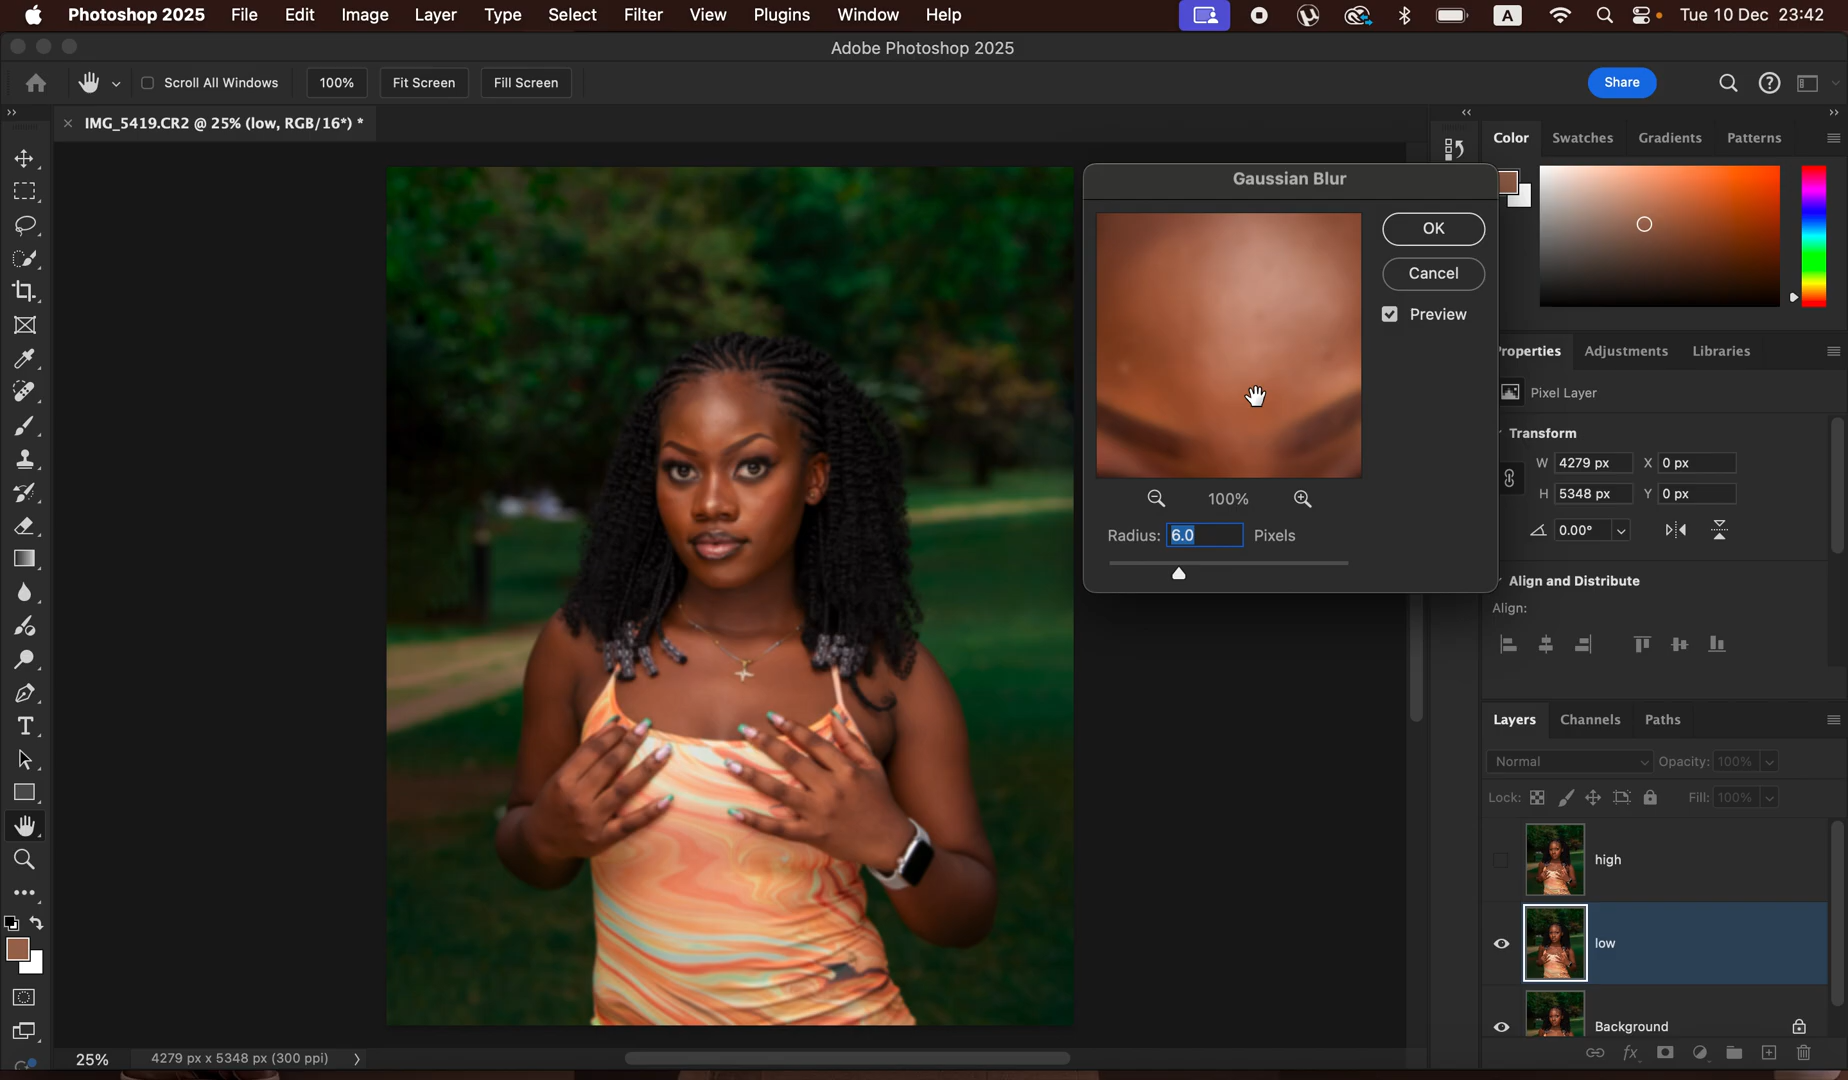 Photoshop 2025 File Edit Image Layer Type Select Filter View Plugins Window Help A Tue 10 Dec 23:42
Adobe Photoshop 2025
Scroll All Windows 100% Fit Screen Fill Screen Share
IMG_5419.CR2 @ 25% (low, RGB/16*) *
Color Swatches Gradients Patterns
Gaussian Blur
OK
Cancel
Preview
100%
Radius: 6.0 Pixels
Properties Adjustments Libraries
Pixel Layer
Transform
W 4279 px X 0 px
H 5348 px Y 0 px
0.00°
Align and Distribute
Align:
Layers Channels Paths
Normal Opacity: 100%
Lock: Fill: 100%
high
low
Background
25% 4279 px x 5348 px (300 ppi)